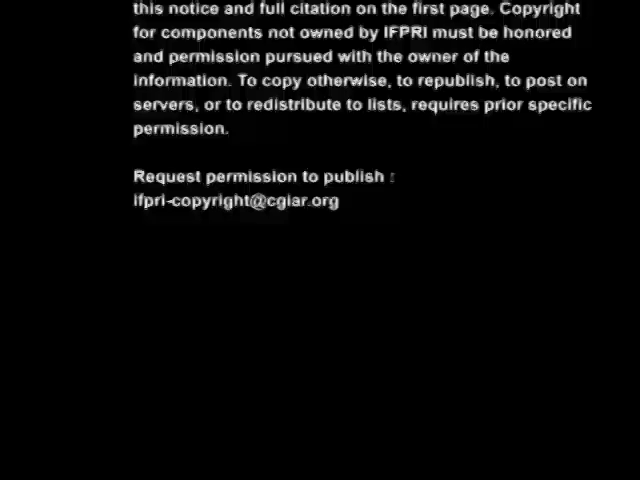 this notice and full citation on the first page. Copyright
for components not owned by IFPRI must be honored
and permission pursued with the owner of the
information. To copy otherwise, to republish, to post on
servers, or to redistribute to lists, requires prior specific
permission.
Request permission to publish :
ifpri-copyright@cgiar.org